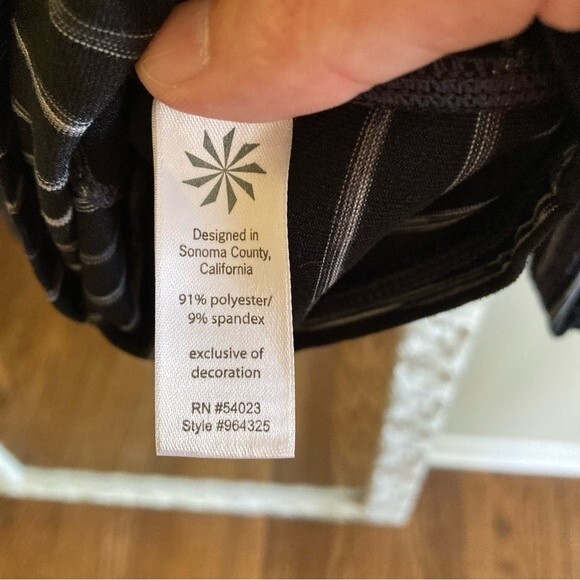 Designed in
Sonoma County,
California
91% polyester/
9% spandex
exclusive of
decoration
RN #54023
Style #964325